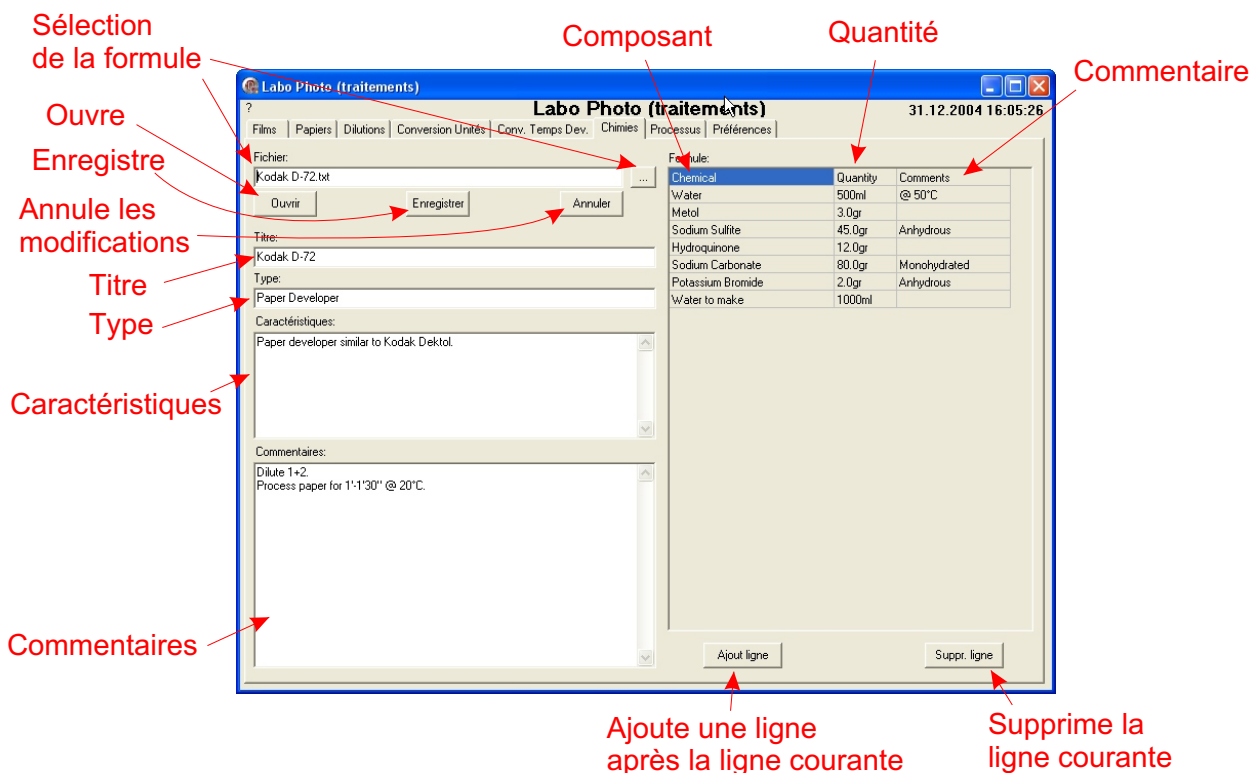 Sélection
de la formule
Composant
Quantité
Commentaire
Ouvre
Enregistre
Annule les
modifications
Titre
Type
Caractéristiques
Commentaires
Labo Photo (traitements)
?
Labo Photo (traitements)
31.12.2004 16:05:26
Films Papiers Dilutions Conversion Unités Conv. Temps Dev. Chimies Processus Préférences
Fichier:
Kodak D-72.txt
...
Ouvrir Enregistrer Annuler
Titre:
Kodak D-72
Type:
Paper Developer
Caractéristiques:
Paper developer similar to Kodak Dektol.
Commentaires:
Dilute 1+2.
Process paper for 1'-1'30'' @ 20°C.
Formule:
Chemical Quantity Comments
Water 500ml @ 50°C
Metol 3.0gr
Sodium Sulfite 45.0gr Anhydrous
Hydroquinone 12.0gr
Sodium Carbonate 80.0gr Monohydrated
Potassium Bromide 2.0gr Anhydrous
Water to make 1000ml
Ajout ligne Suppr. ligne
Ajoute une ligne
après la ligne courante
Supprime la
ligne courante